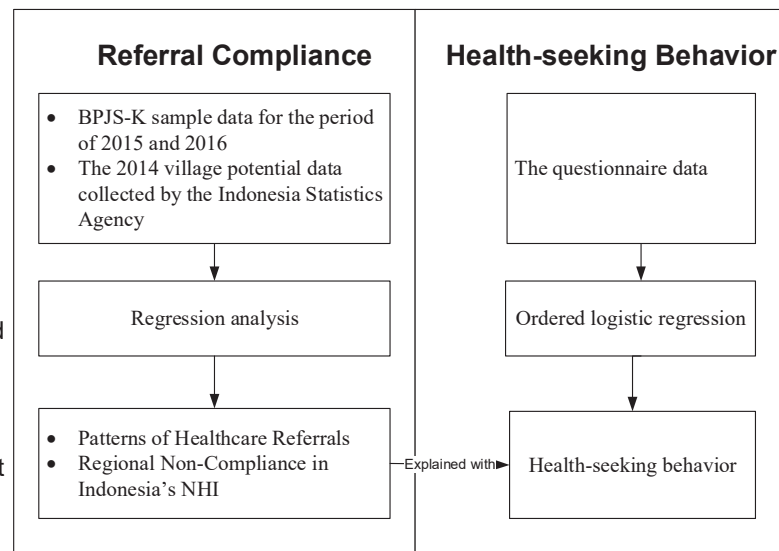 Referral Compliance
Health-seeking Behavior
• BPJS-K sample data for the period
of 2015 and 2016
• The 2014 village potential data
collected by the Indonesia Statistics
Agency
The questionnaire data
Regression analysis
Ordered logistic regression
• Patterns of Healthcare Referrals
• Regional Non-Compliance in
Indonesia's NHI
Explained with
Health-seeking behavior